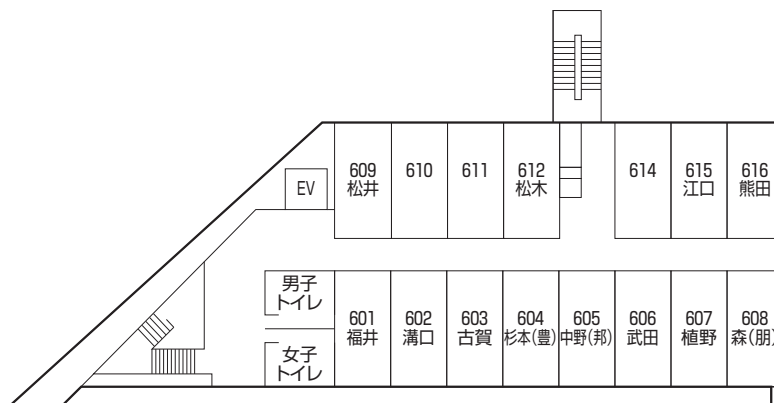 EV
609
松井
610
611
612
松木
614
615
江口
616
熊田
男子
トイレ
女子
トイレ
601
福井
602
溝口
603
古賀
604
杉本(豊)
605
中野(邦)
606
武田
607
植野
608
森(朋)